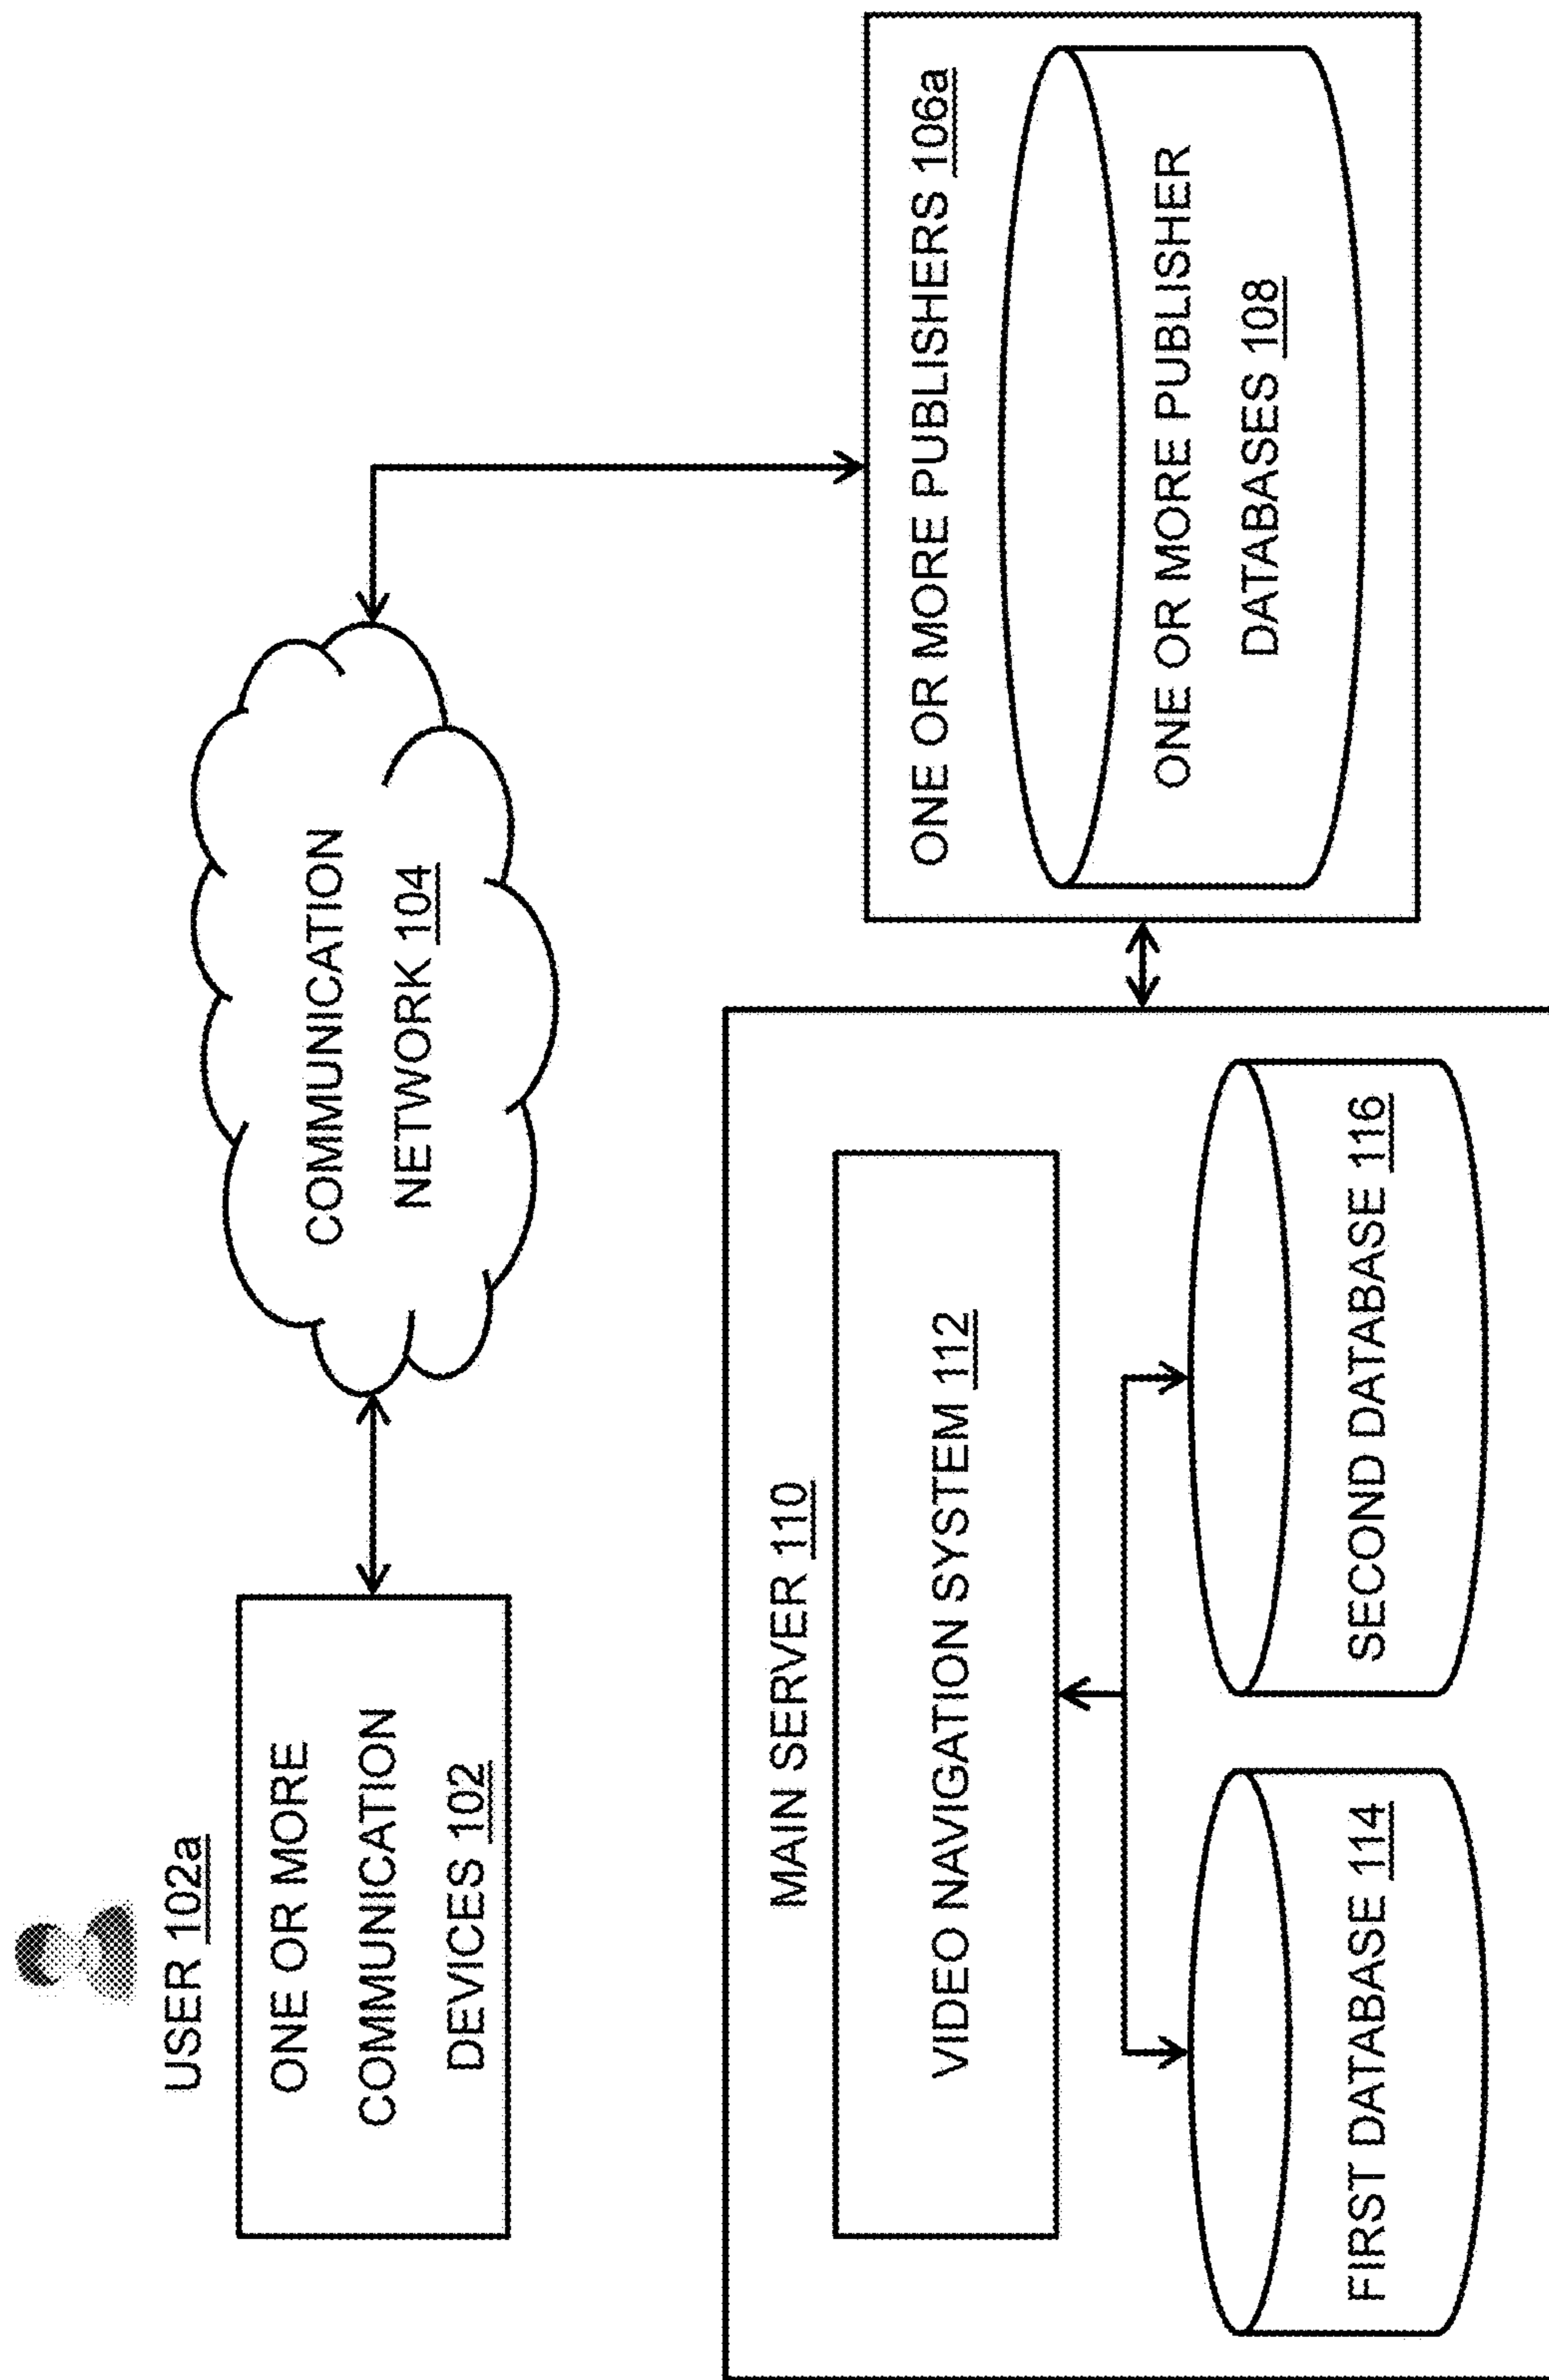 USER 102a
ONE OR MORE
COMMUNICATION
DEVICES 102
COMMUNICATION
NETWORK 104
ONE OR MORE PUBLISHERS 106a
ONE OR MORE PUBLISHER
DATABASES 108
MAIN SERVER 110
VIDEO NAVIGATION SYSTEM 112
FIRST DATABASE 114
SECOND DATABASE 116